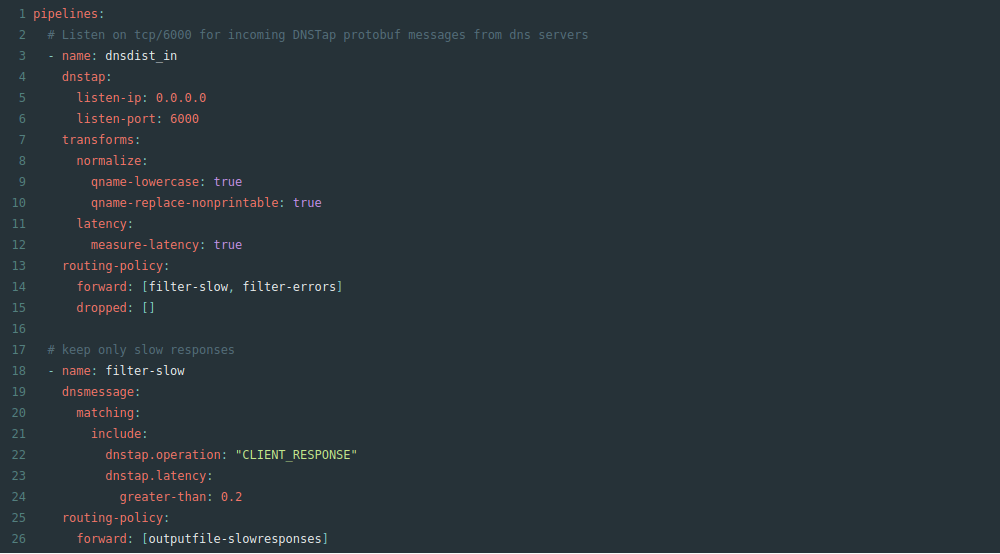 1 pipelines:
2   # Listen on tcp/6000 for incoming DNSTap protobuf messages from dns servers
3   - name: dnsdist_in
4     dnstap:
5       listen-ip: 0.0.0.0
6       listen-port: 6000
7     transforms:
8       normalize:
9         qname-lowercase: true
10         qname-replace-nonprintable: true
11       latency:
12         measure-latency: true
13     routing-policy:
14       forward: [filter-slow, filter-errors]
15       dropped: []
16
17   # keep only slow responses
18   - name: filter-slow
19     dnsmessage:
20       matching:
21         include:
22           dnstap.operation: "CLIENT_RESPONSE"
23           dnstap.latency:
24             greater-than: 0.2
25     routing-policy:
26       forward: [outputfile-slowresponses]